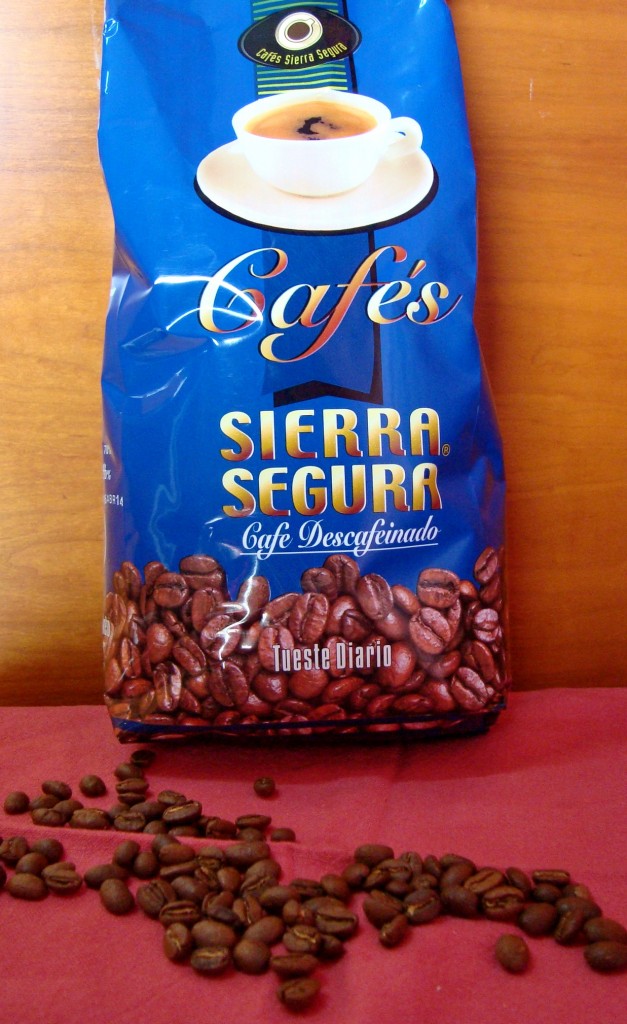 Cafés Sierra Segura
Cafés
SIERRA
SEGURA®
Cafe Descafeinado
Tueste Diario